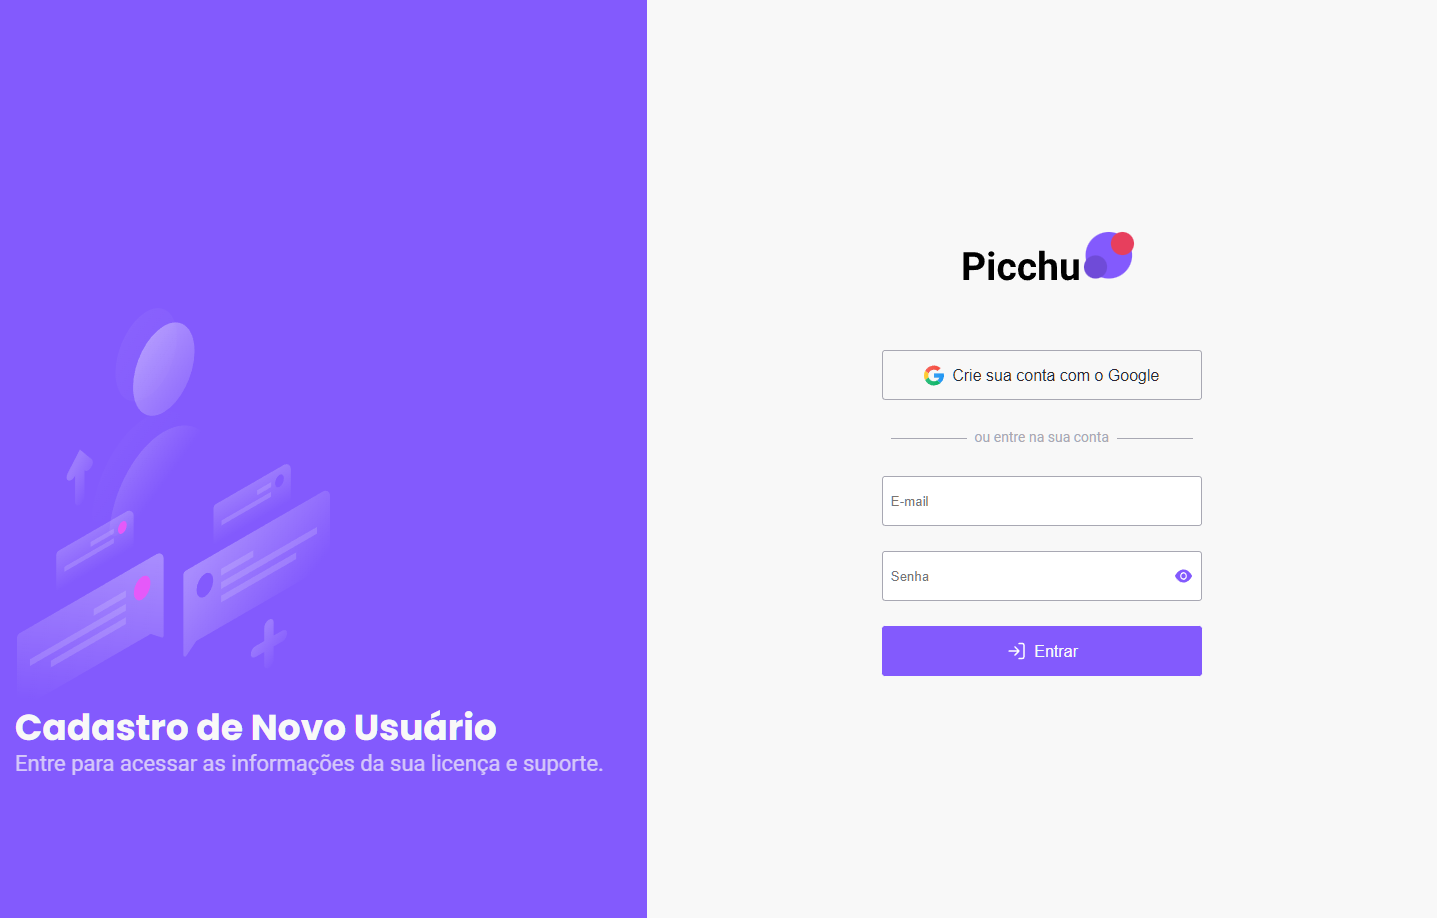 Cadastro de Novo Usuário
Entre para acessar as informações da sua licença e suporte.
Picchu
Crie sua conta com o Google
ou entre na sua conta
E-mail
Senha
Entrar